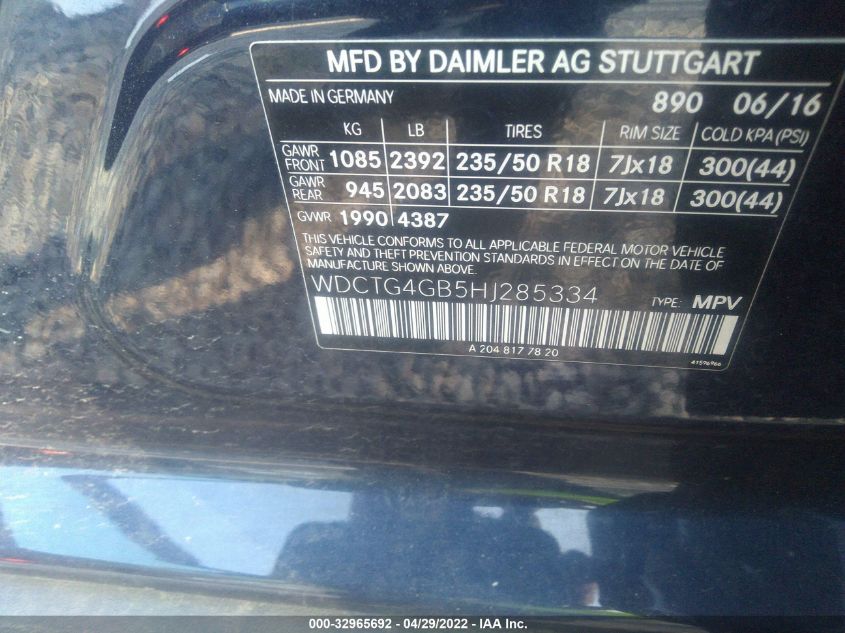 MFD BY DAIMLER AG STUTTGART
MADE IN GERMANY 890 06/16
KG LB TIRES RIM SIZE COLD KPA (PSI)
GAWR FRONT 1085 2392 235/50 R18 7Jx18 300(44)
GAWR REAR 945 2083 235/50 R18 7Jx18 300(44)
GVWR 1990 4387
THIS VEHICLE CONFORMS TO ALL APPLICABLE FEDERAL MOTOR VEHICLE
SAFETY AND THEFT PREVENTION STANDARDS IN EFFECT ON THE DATE OF
MANUFACTURE SHOWN ABOVE.
WDCTG4GB5HJ285334 TYPE: MPV
A 204 817 78 20 41596966
000-32965692 - 04/29/2022 - IAA Inc.